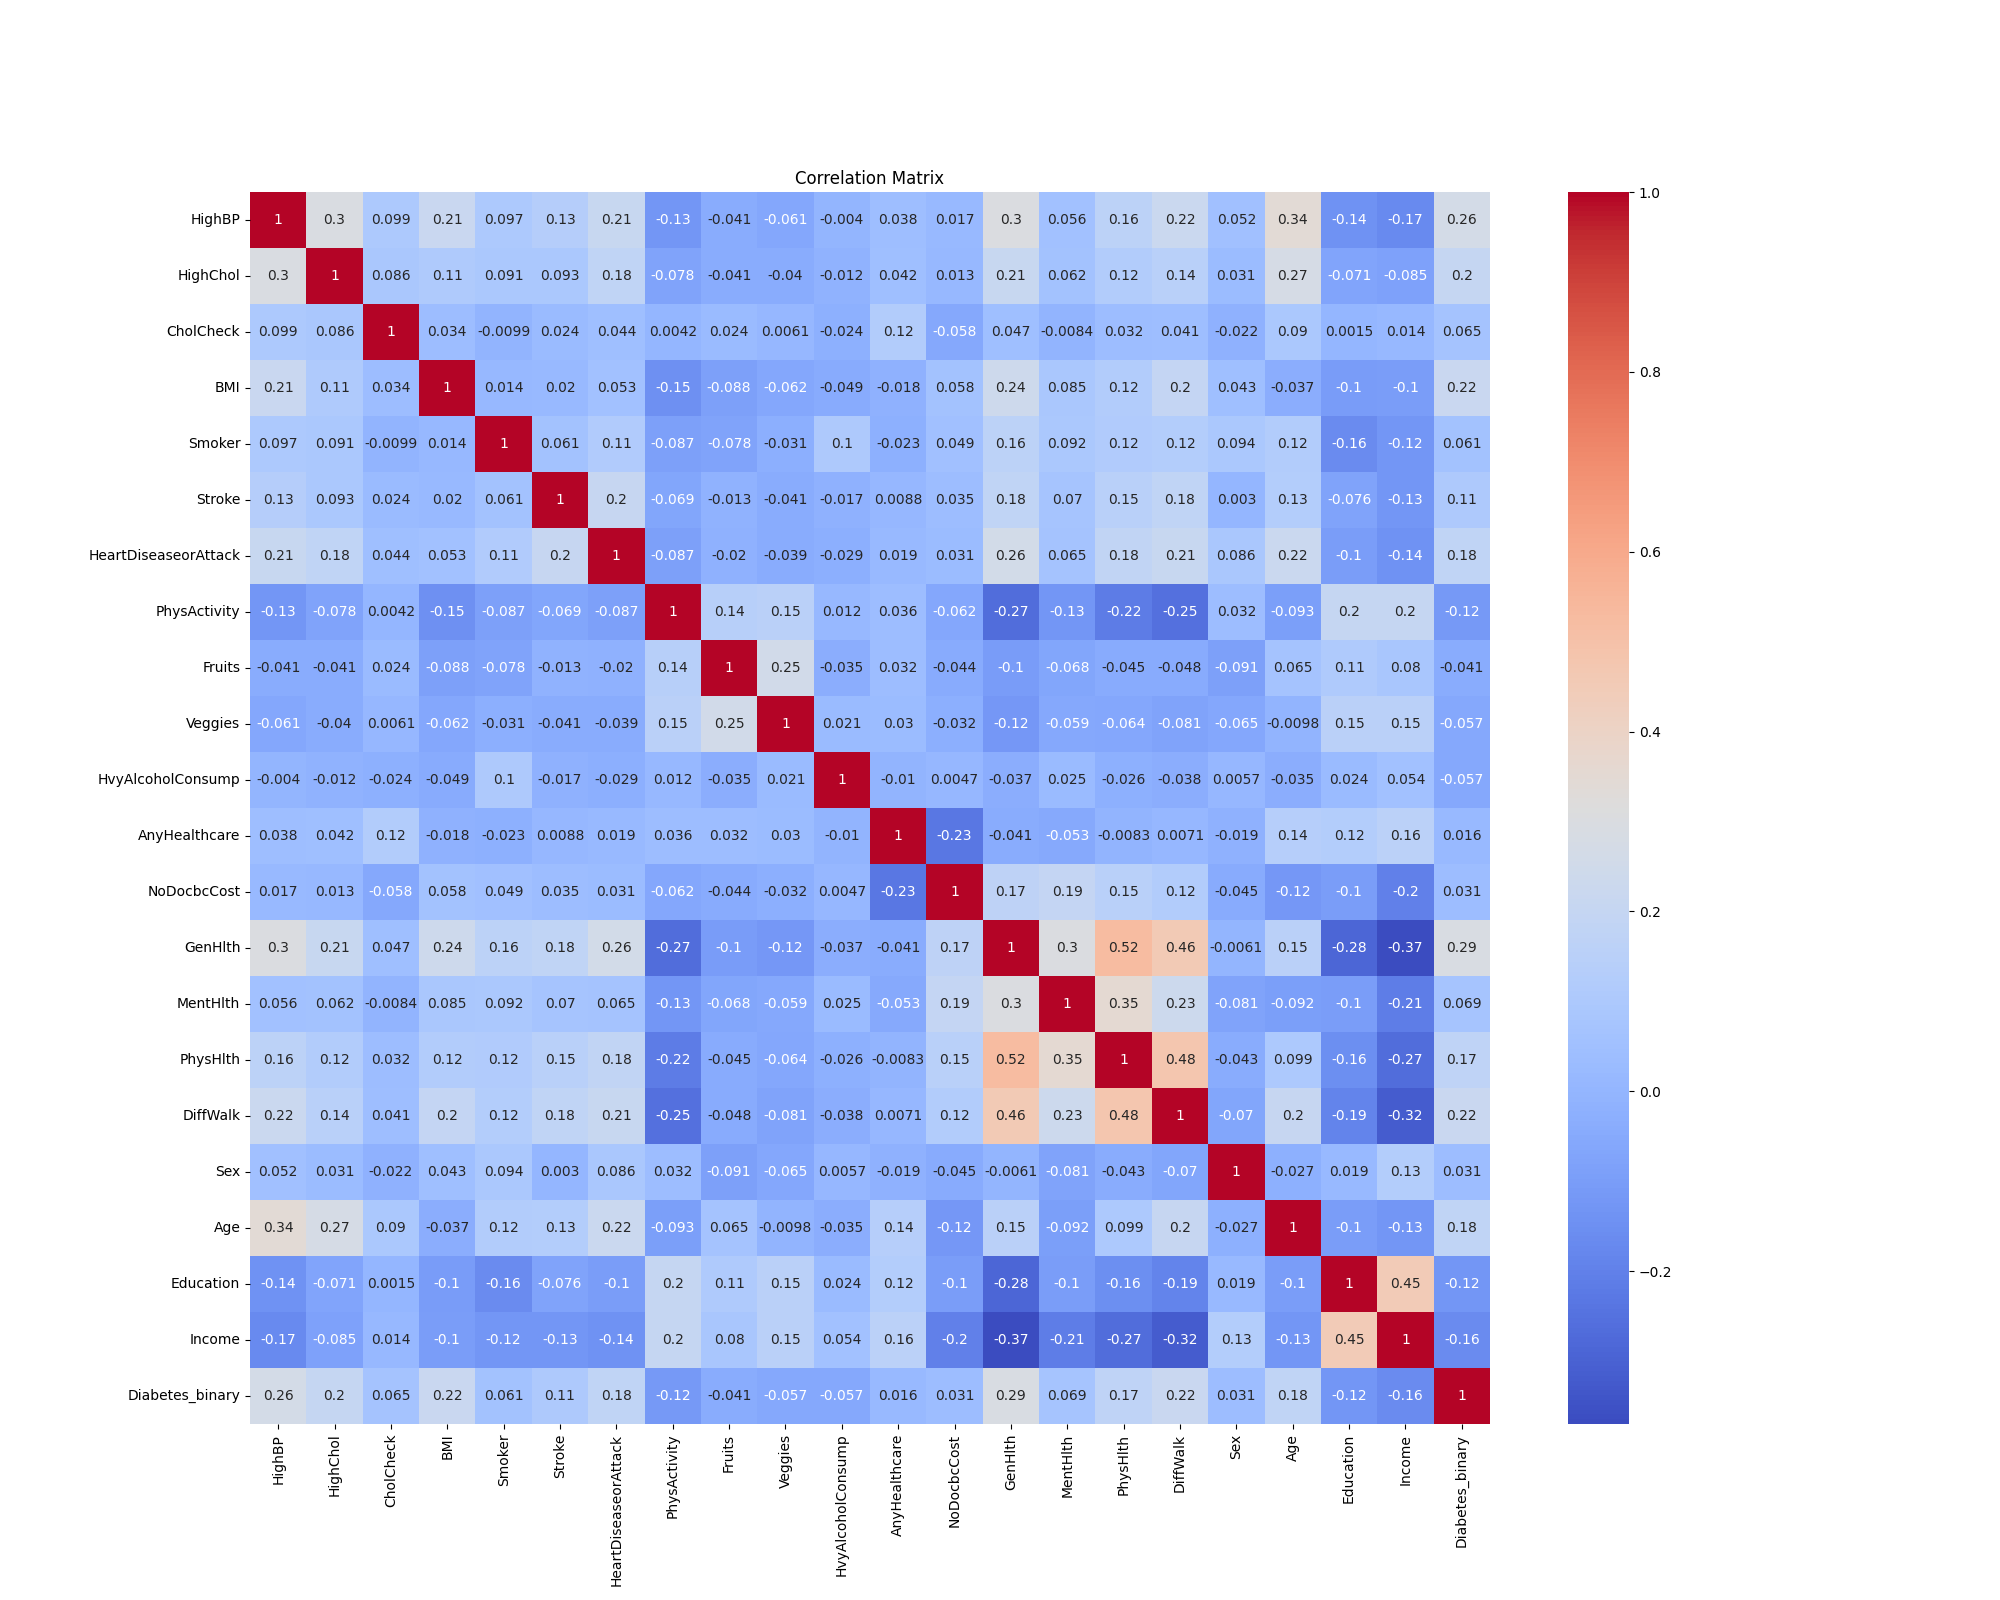 Correlation Matrix
HighBP 1 0.3 0.099 0.21 0.097 0.13 0.21 -0.13 -0.041 -0.061 -0.004 0.038 0.017 0.3 0.056 0.16 0.22 0.052 0.34 -0.14 -0.17 0.26
HighChol 0.3 1 0.086 0.11 0.091 0.093 0.18 -0.078 -0.041 -0.04 -0.012 0.042 0.013 0.21 0.062 0.12 0.14 0.031 0.27 -0.071 -0.085 0.2
CholCheck 0.099 0.086 1 0.034 -0.0099 0.024 0.044 0.0042 0.024 0.0061 -0.024 0.12 -0.058 0.047 -0.0084 0.032 0.041 -0.022 0.09 0.0015 0.014 0.065
BMI 0.21 0.11 0.034 1 0.014 0.02 0.053 -0.15 -0.088 -0.062 -0.049 -0.018 0.058 0.24 0.085 0.12 0.2 0.043 -0.037 -0.1 -0.1 0.22
Smoker 0.097 0.091 -0.0099 0.014 1 0.061 0.11 -0.087 -0.078 -0.031 0.1 -0.023 0.049 0.16 0.092 0.12 0.12 0.094 0.12 -0.16 -0.12 0.061
Stroke 0.13 0.093 0.024 0.02 0.061 1 0.2 -0.069 -0.013 -0.041 -0.017 0.0088 0.035 0.18 0.07 0.15 0.18 0.003 0.13 -0.076 -0.13 0.11
HeartDiseaseorAttack 0.21 0.18 0.044 0.053 0.11 0.2 1 -0.087 -0.02 -0.039 -0.029 0.019 0.031 0.26 0.065 0.18 0.21 0.086 0.22 -0.1 -0.14 0.18
PhysActivity -0.13 -0.078 0.0042 -0.15 -0.087 -0.069 -0.087 1 0.14 0.15 0.012 0.036 -0.062 -0.27 -0.13 -0.22 -0.25 0.032 -0.093 0.2 0.2 -0.12
Fruits -0.041 -0.041 0.024 -0.088 -0.078 -0.013 -0.02 0.14 1 0.25 -0.035 0.032 -0.044 -0.1 -0.068 -0.045 -0.048 -0.091 0.065 0.11 0.08 -0.041
Veggies -0.061 -0.04 0.0061 -0.062 -0.031 -0.041 -0.039 0.15 0.25 1 0.021 0.03 -0.032 -0.12 -0.059 -0.064 -0.081 -0.065 -0.0098 0.15 0.15 -0.057
HvyAlcoholConsump -0.004 -0.012 -0.024 -0.049 0.1 -0.017 -0.029 0.012 -0.035 0.021 1 -0.01 0.0047 -0.037 0.025 -0.026 -0.038 0.0057 -0.035 0.024 0.054 -0.057
AnyHealthcare 0.038 0.042 0.12 -0.018 -0.023 0.0088 0.019 0.036 0.032 0.03 -0.01 1 -0.23 -0.041 -0.053 -0.0083 0.0071 -0.019 0.14 0.12 0.16 0.016
NoDocbcCost 0.017 0.013 -0.058 0.058 0.049 0.035 0.031 -0.062 -0.044 -0.032 0.0047 -0.23 1 0.17 0.19 0.15 0.12 -0.045 -0.12 -0.1 -0.2 0.031
GenHlth 0.3 0.21 0.047 0.24 0.16 0.18 0.26 -0.27 -0.1 -0.12 -0.037 -0.041 0.17 1 0.3 0.52 0.46 -0.0061 0.15 -0.28 -0.37 0.29
MentHlth 0.056 0.062 -0.0084 0.085 0.092 0.07 0.065 -0.13 -0.068 -0.059 0.025 -0.053 0.19 0.3 1 0.35 0.23 -0.081 -0.092 -0.1 -0.21 0.069
PhysHlth 0.16 0.12 0.032 0.12 0.12 0.15 0.18 -0.22 -0.045 -0.064 -0.026 -0.0083 0.15 0.52 0.35 1 0.48 -0.043 0.099 -0.16 -0.27 0.17
DiffWalk 0.22 0.14 0.041 0.2 0.12 0.18 0.21 -0.25 -0.048 -0.081 -0.038 0.0071 0.12 0.46 0.23 0.48 1 -0.07 0.2 -0.19 -0.32 0.22
Sex 0.052 0.031 -0.022 0.043 0.094 0.003 0.086 0.032 -0.091 -0.065 0.0057 -0.019 -0.045 -0.0061 -0.081 -0.043 -0.07 1 -0.027 0.019 0.13 0.031
Age 0.34 0.27 0.09 -0.037 0.12 0.13 0.22 -0.093 0.065 -0.0098 -0.035 0.14 -0.12 0.15 -0.092 0.099 0.2 -0.027 1 -0.1 -0.13 0.18
Education -0.14 -0.071 0.0015 -0.1 -0.16 -0.076 -0.1 0.2 0.11 0.15 0.024 0.12 -0.1 -0.28 -0.1 -0.16 -0.19 0.019 -0.1 1 0.45 -0.12
Income -0.17 -0.085 0.014 -0.1 -0.12 -0.13 -0.14 0.2 0.08 0.15 0.054 0.16 -0.2 -0.37 -0.21 -0.27 -0.32 0.13 -0.13 0.45 1 -0.16
Diabetes_binary 0.26 0.2 0.065 0.22 0.061 0.11 0.18 -0.12 -0.041 -0.057 -0.057 0.016 0.031 0.29 0.069 0.17 0.22 0.031 0.18 -0.12 -0.16 1
HighBP
HighChol
CholCheck
BMI
Smoker
Stroke
HeartDiseaseorAttack
PhysActivity
Fruits
Veggies
HvyAlcoholConsump
AnyHealthcare
NoDocbcCost
GenHlth
MentHlth
PhysHlth
DiffWalk
Sex
Age
Education
Income
Diabetes_binary
1.0
0.8
0.6
0.4
0.2
0.0
−0.2